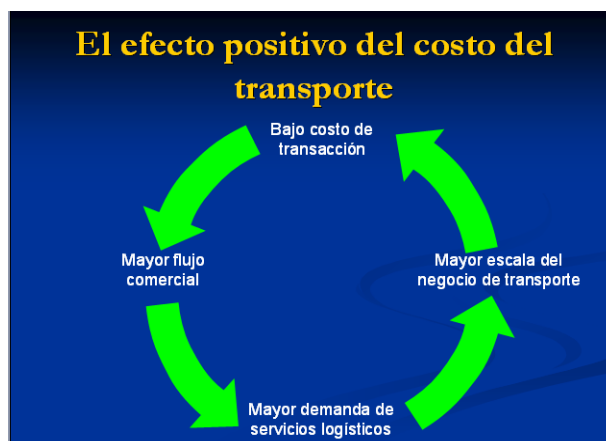 El efecto positivo del costo del
transporte
Bajo costo de
transacción
Mayor flujo
comercial
Mayor escala del
negocio de transporte
Mayor demanda de
servicios logísticos